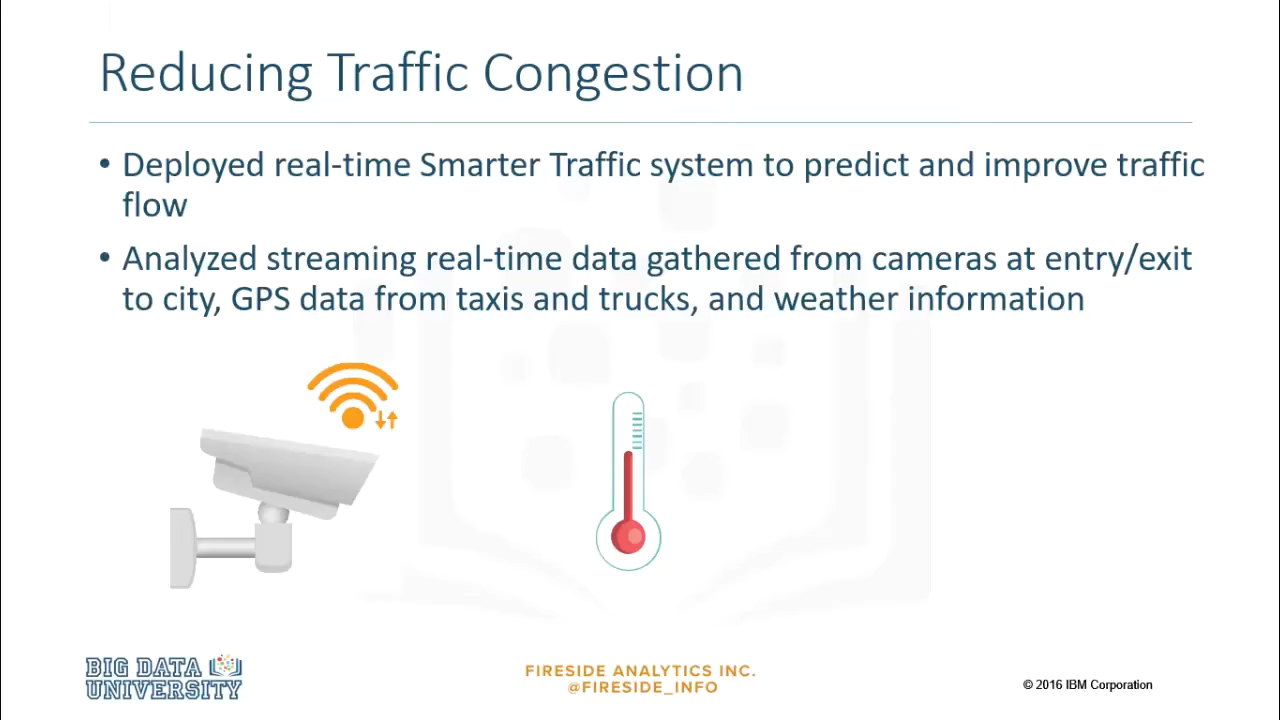 Reducing Traffic Congestion
• Deployed real-time Smarter Traffic system to predict and improve traffic
flow
• Analyzed streaming real-time data gathered from cameras at entry/exit
to city, GPS data from taxis and trucks, and weather information
BIG DATA
UNIVERSITY
FIRESIDE ANALYTICS INC.
@FIRESIDE_INFO
© 2016 IBM Corporation